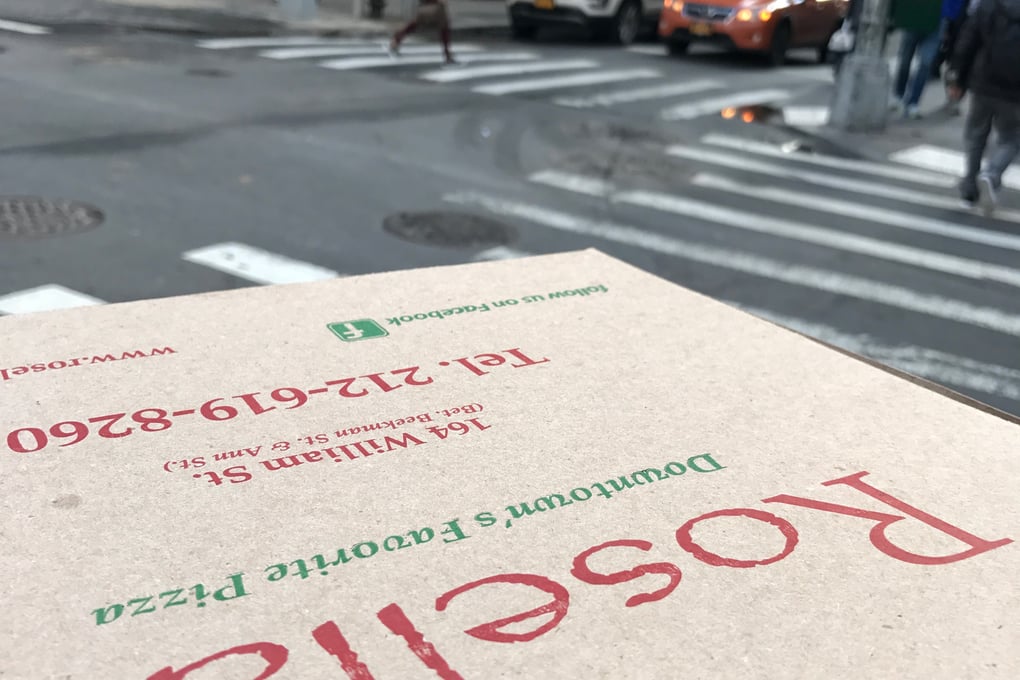 Rosella
Downtown's Favorite Pizza
164 William St.
(Bet. Beekman St. & Ann St.)
Tel. 212-619-8260
www.rosel
follow us on Facebook